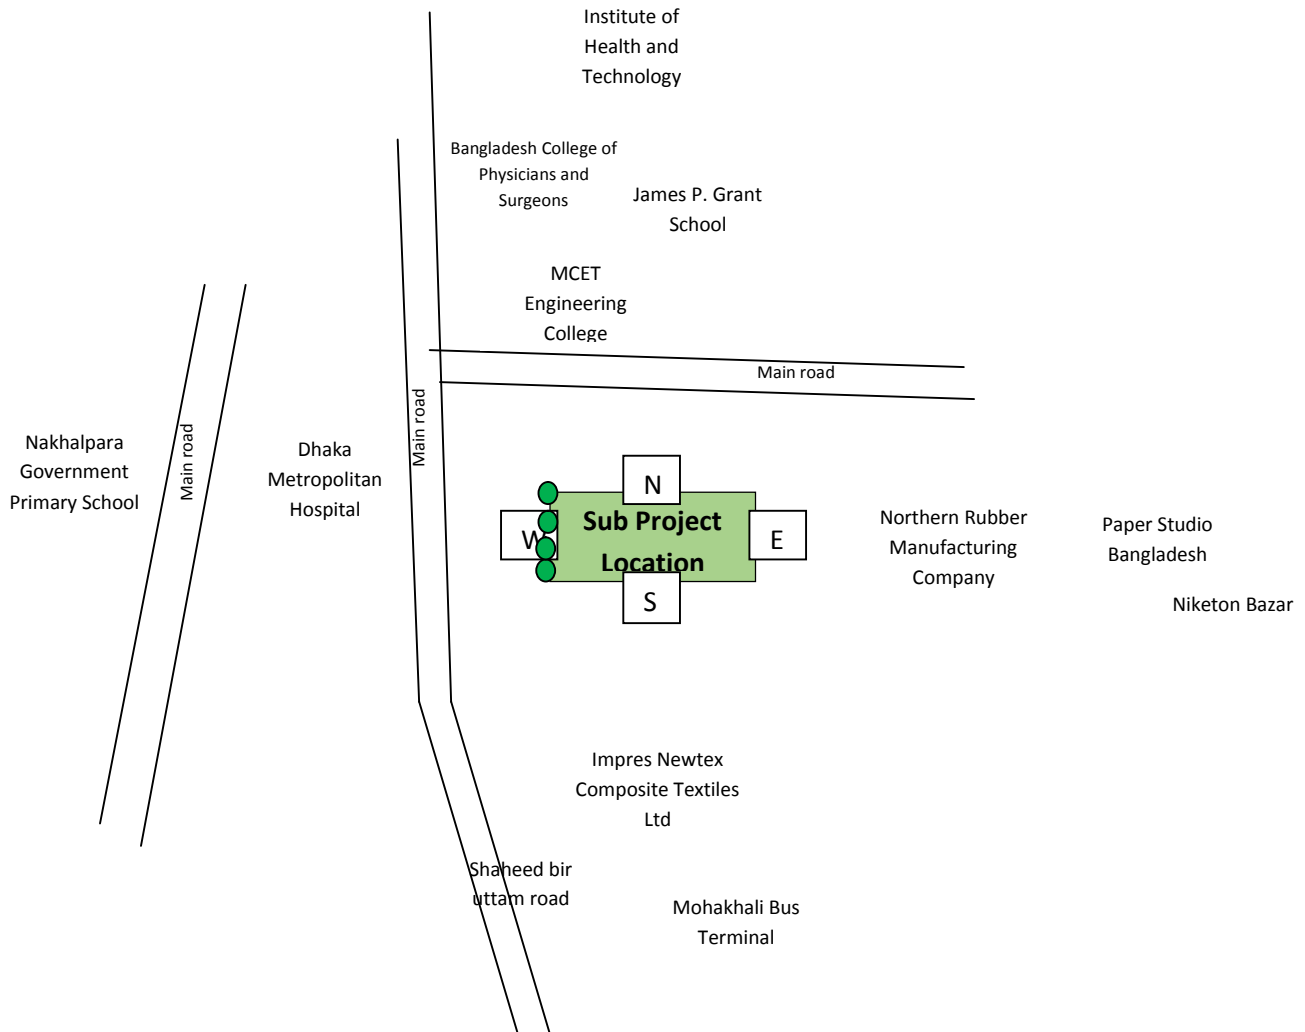 Institute of
Health and
Technology
Bangladesh College of
Physicians and
Surgeons
James P. Grant
School
MCET
Engineering
College
Main road
Main road
Main road
Nakhalpara
Government
Primary School
Dhaka
Metropolitan
Hospital
N
W
Sub Project
Location
E
S
Northern Rubber
Manufacturing
Company
Paper Studio
Bangladesh
Niketon Bazar
Impres Newtex
Composite Textiles
Ltd
Shaheed bir
uttam road
Mohakhali Bus
Terminal